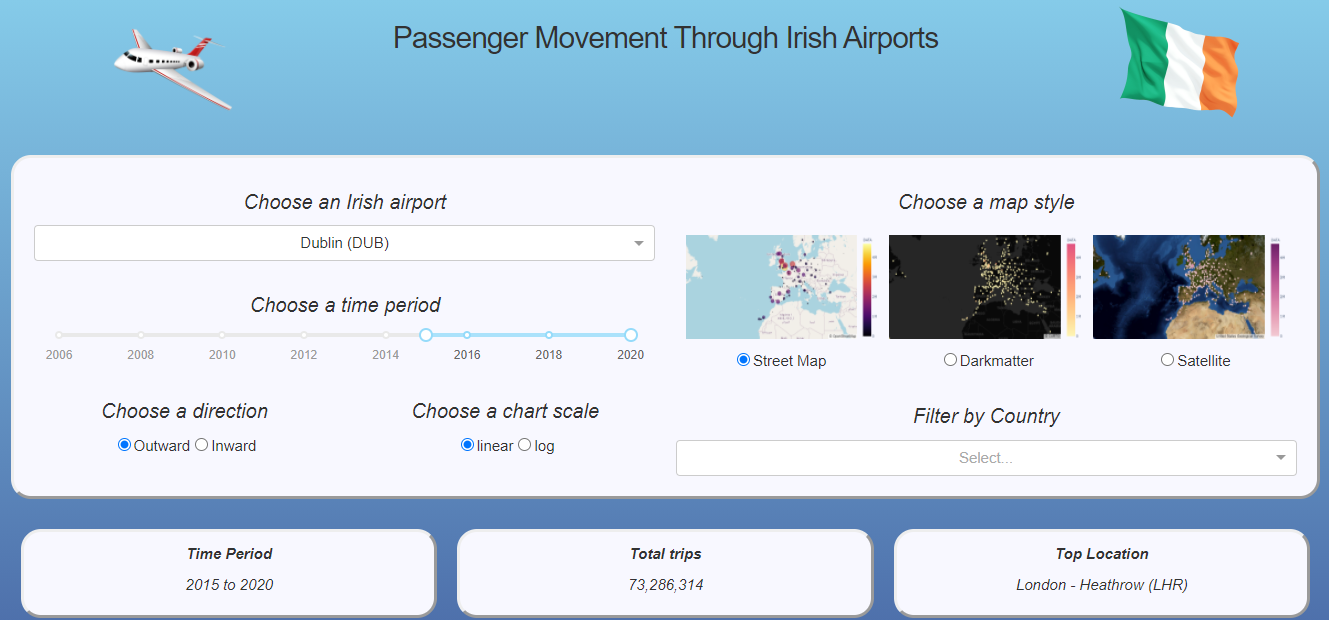 Passenger Movement Through Irish Airports
Choose an Irish airport
Dublin (DUB)
Choose a time period
2006 2008 2010 2012 2014 2016 2018 2020
Choose a direction
Outward Inward
Choose a chart scale
linear log
Choose a map style
Street Map Darkmatter Satellite
Filter by Country
Select...
Time Period
2015 to 2020
Total trips
73,286,314
Top Location
London - Heathrow (LHR)